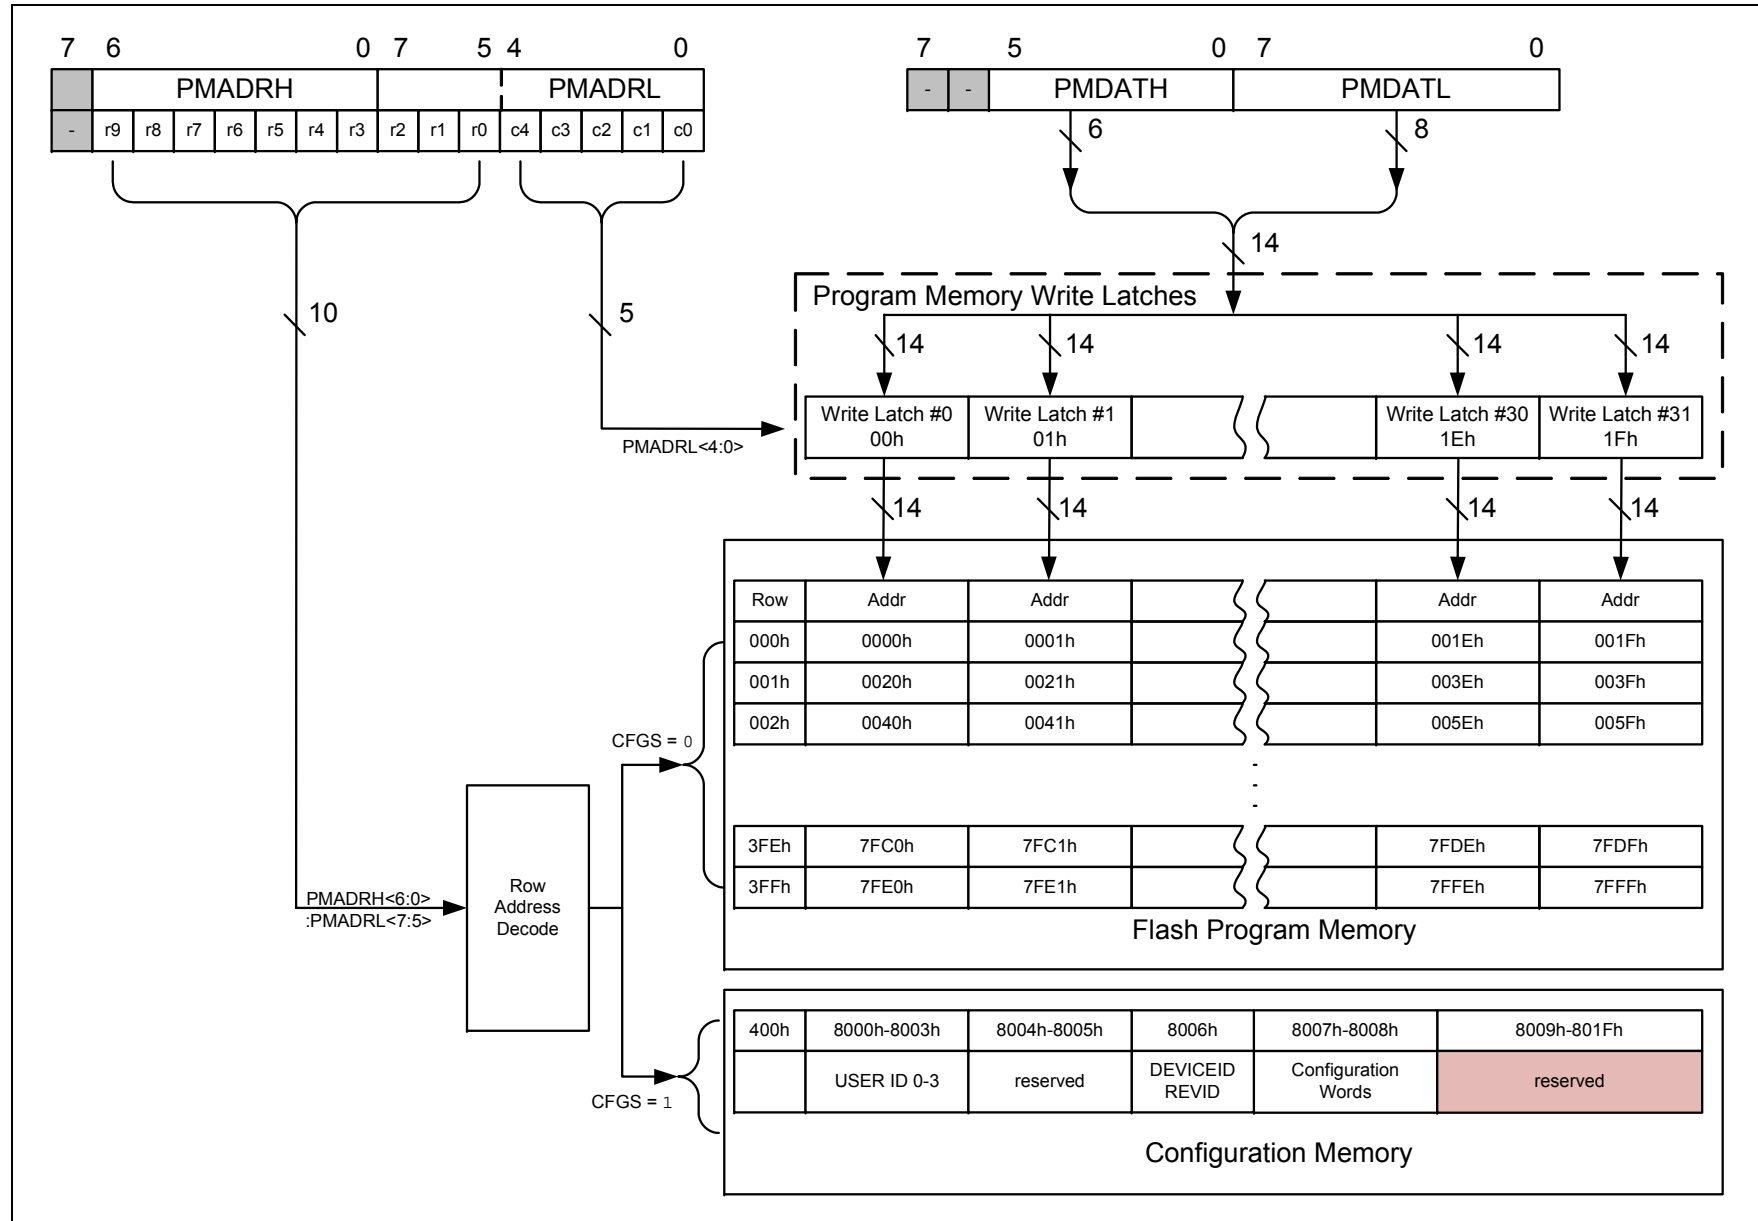 7 6 0 7 5 4 0
PMADRH PMADRL
- r9 r8 r7 r6 r5 r4 r3 r2 r1 r0 c4 c3 c2 c1 c0
7 5 0 7 0
- - PMDATH PMDATL
6 8
14
10
5
PMADRL<4:0>
Program Memory Write Latches
14 14 14 14
Write Latch #0 Write Latch #1 Write Latch #30 Write Latch #31
00h 01h 1Eh 1Fh
14 14 14 14
Row Addr Addr Addr Addr
000h 0000h 0001h 001Eh 001Fh
001h 0020h 0021h 003Eh 003Fh
002h 0040h 0041h 005Eh 005Fh
CFGS = 0
3FEh 7FC0h 7FC1h 7FDEh 7FDFh
3FFh 7FE0h 7FE1h 7FFEh 7FFFh
Flash Program Memory
PMADRH<6:0>
:PMADRL<7:5>
Row
Address
Decode
CFGS = 1
400h 8000h-8003h 8004h-8005h 8006h 8007h-8008h 8009h-801Fh
USER ID 0-3 reserved DEVICEID Configuration reserved
REVID Words
Configuration Memory